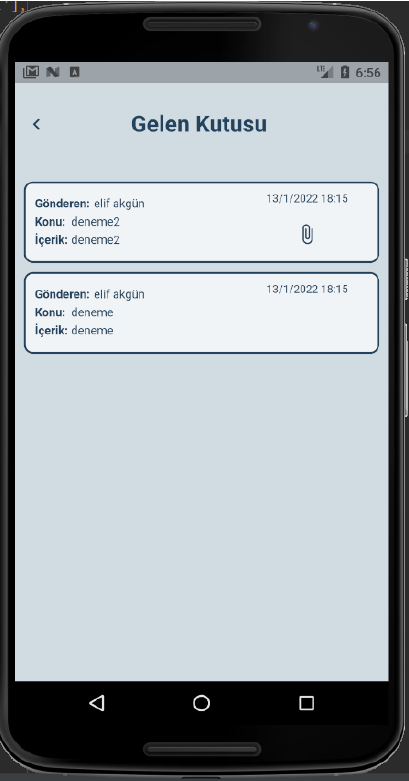 LTE 6:56
Gelen Kutusu
Gönderen: elif akgün 13/1/2022 18:15
Konu: deneme2
İçerik: deneme2
Gönderen: elif akgün 13/1/2022 18:15
Konu: deneme
İçerik: deneme